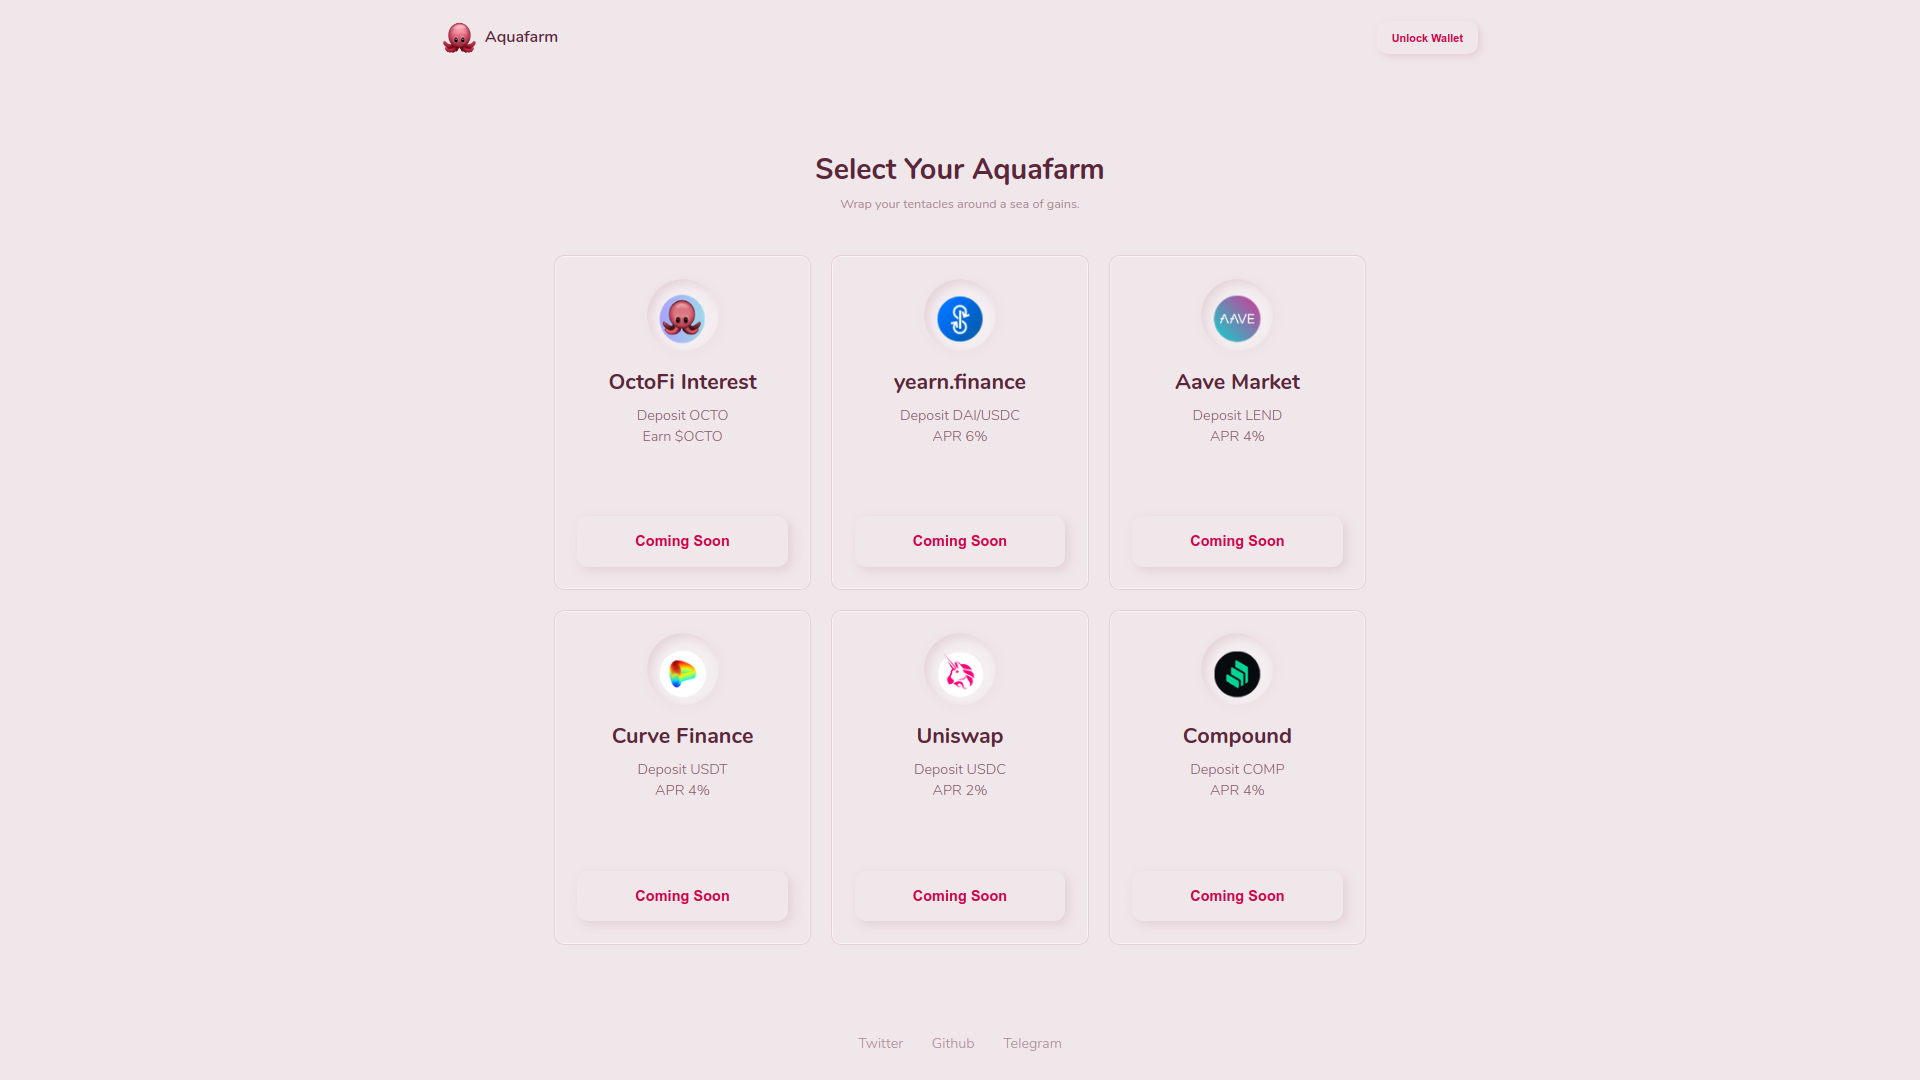 Aquafarm
Unlock Wallet
Select Your Aquafarm
Wrap your tentacles around a sea of gains.
AAVE
OctoFi Interest
Deposit OCTO
Earn $OCTO
Coming Soon
yearn.finance
Deposit DAI/USDC
APR 6%
Coming Soon
Aave Market
Deposit LEND
APR 4%
Coming Soon
Curve Finance
Deposit USDT
APR 4%
Coming Soon
Uniswap
Deposit USDC
APR 2%
Coming Soon
Compound
Deposit COMP
APR 4%
Coming Soon
Twitter
Github
Telegram